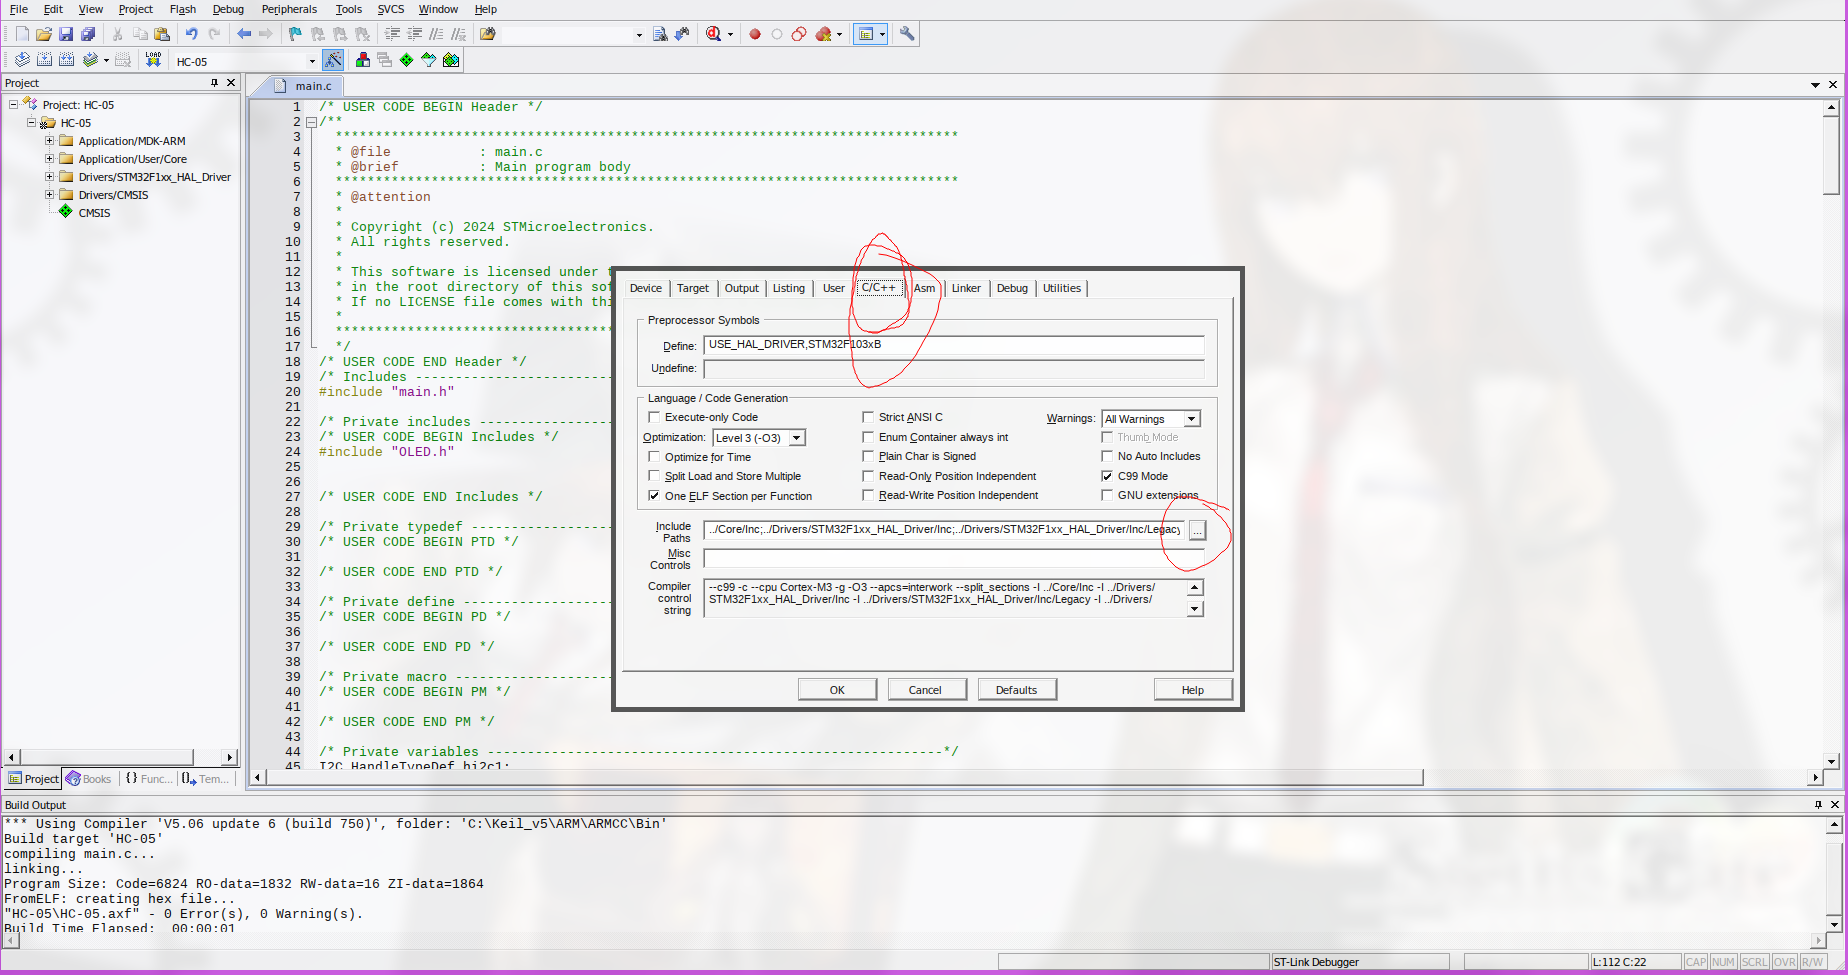 File Edit View Project Flash Debug Peripherals Tools SVCS Window Help
LOAD HC-05
Project
Project: HC-05
HC-05
Application/MDK-ARM
Application/User/Core
Drivers/STM32F1xx_HAL_Driver
Drivers/CMSIS
CMSIS
Project Books {} Func... Tem...
main.c
1 /* USER CODE BEGIN Header */
2 /**
3 ******************************************************************************
4 * @file : main.c
5 * @brief : Main program body
6 ******************************************************************************
7 * @attention
8 *
9 * Copyright (c) 2024 STMicroelectronics.
10 * All rights reserved.
11 *
12 * This software is licensed under t
13 * in the root directory of this sof
14 * If no LICENSE file comes with thi
15 *
16 **********************************
17 */
18 /* USER CODE END Header */
19 /* Includes -------------------------
20 #include "main.h"
21
22 /* Private includes -----------------
23 /* USER CODE BEGIN Includes */
24 #include "OLED.h"
25
26
27 /* USER CODE END Includes */
28
29 /* Private typedef ------------------
30 /* USER CODE BEGIN PTD */
31
32 /* USER CODE END PTD */
33
34 /* Private define --------------------
35 /* USER CODE BEGIN PD */
36
37 /* USER CODE END PD */
38
39 /* Private macro --------------------
40 /* USER CODE BEGIN PM */
41
42 /* USER CODE END PM */
43
44 /* Private variables ---------------------------------------------------------*/
45 I2C_HandleTypeDef hi2c1;
Device Target Output Listing User C/C++ Asm Linker Debug Utilities
Preprocessor Symbols
Define: USE_HAL_DRIVER,STM32F103xB
Undefine:
Language / Code Generation
Execute-only Code Strict ANSI C Warnings: All Warnings
Optimization: Level 3 (-O3) Enum Container always int Thumb Mode
Optimize for Time Plain Char is Signed No Auto Includes
Split Load and Store Multiple Read-Only Position Independent C99 Mode
One ELF Section per Function Read-Write Position Independent GNU extensions
Include Paths ../Core/Inc;../Drivers/STM32F1xx_HAL_Driver/Inc;../Drivers/STM32F1xx_HAL_Driver/Inc/Legacy ...
Misc Controls
Compiler control string --c99 -c --cpu Cortex-M3 -g -O3 --apcs=interwork --split_sections -I ../Core/Inc -I ../Drivers/
STM32F1xx_HAL_Driver/Inc -I ../Drivers/STM32F1xx_HAL_Driver/Inc/Legacy -I ../Drivers/
OK Cancel Defaults Help
Build Output
*** Using Compiler 'V5.06 update 6 (build 750)', folder: 'C:\Keil_v5\ARM\ARMCC\Bin'
Build target 'HC-05'
compiling main.c...
linking...
Program Size: Code=6824 RO-data=1832 RW-data=16 ZI-data=1864
FromELF: creating hex file...
"HC-05\HC-05.axf" - 0 Error(s), 0 Warning(s).
Build Time Elapsed: 00:00:01
ST-Link Debugger L:112 C:22 CAP NUM SCRL OVR R/W